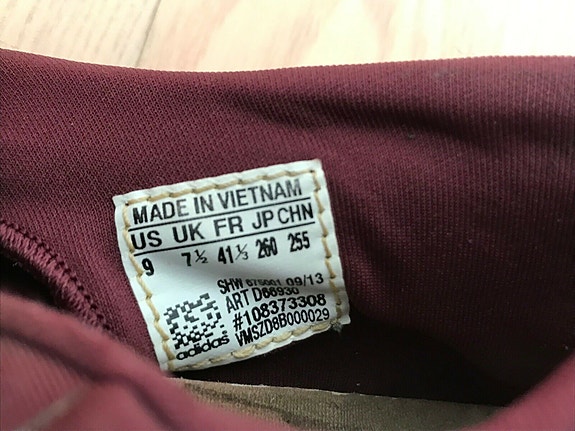 MADE IN VIETNAM
US UK FR JP CHN
9 7½ 41⅓ 260 255
SHW 675001 09/13
ART D66930
#108373308
VMSZD8B000029
adidas